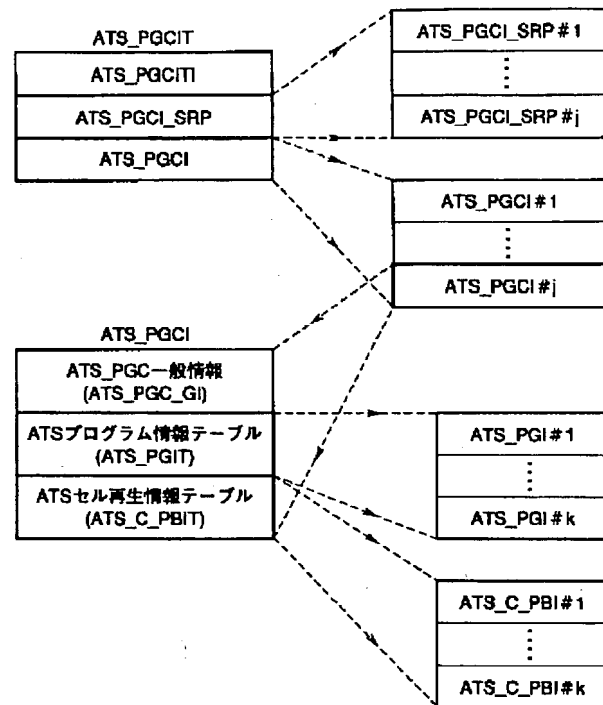 ATS_PGCIT
ATS_PGCITI
ATS_PGCI_SRP
ATS_PGCI
ATS_PGCI_SRP#1
ATS_PGCI_SRP#j
ATS_PGCI#1
ATS_PGCI#j
ATS_PGCI
ATS_PGC一般情報
(ATS_PGC_GI)
ATSプログラム情報テーブル
(ATS_PGIT)
ATSセル再生情報テーブル
(ATS_C_PBIT)
ATS_PGI#1
ATS_PGI#k
ATS_C_PBI#1
ATS_C_PBI#k